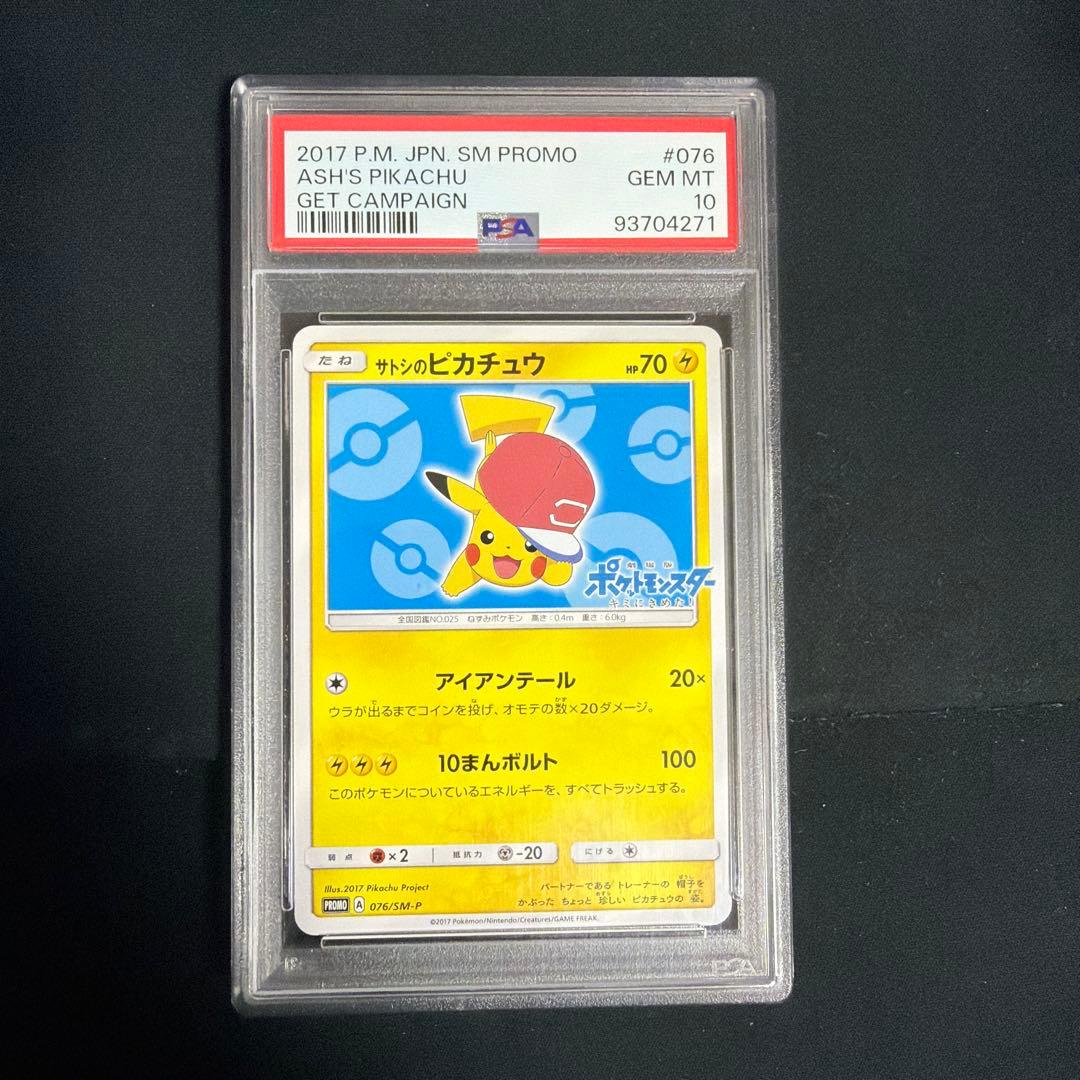 2017 P.M. JPN. SM PROMO #076
ASH'S PIKACHU GEM MT
GET CAMPAIGN 10
PSA 93704271
たね サトシのピカチュウ HP70
劇場版
ポケットモンスター
キミにきめた!
全国図鑑NO.025 ねずみポケモン 高さ:0.4m 重さ:6.0kg
アイアンテール 20×
ウラが出るまでコインを投げ、オモテの数×20ダメージ。
10まんボルト 100
このポケモンについているエネルギーを、すべてトラッシュする。
弱点 ×2 抵抗力 -20 にげる
Illus.2017 Pikachu Project
パートナーである トレーナーの 帽子を
かぶった ちょっと 珍しい ピカチュウの 姿。
PROMO A 076/SM-P
©2017 Pokémon/Nintendo/Creatures/GAME FREAK.
PSA